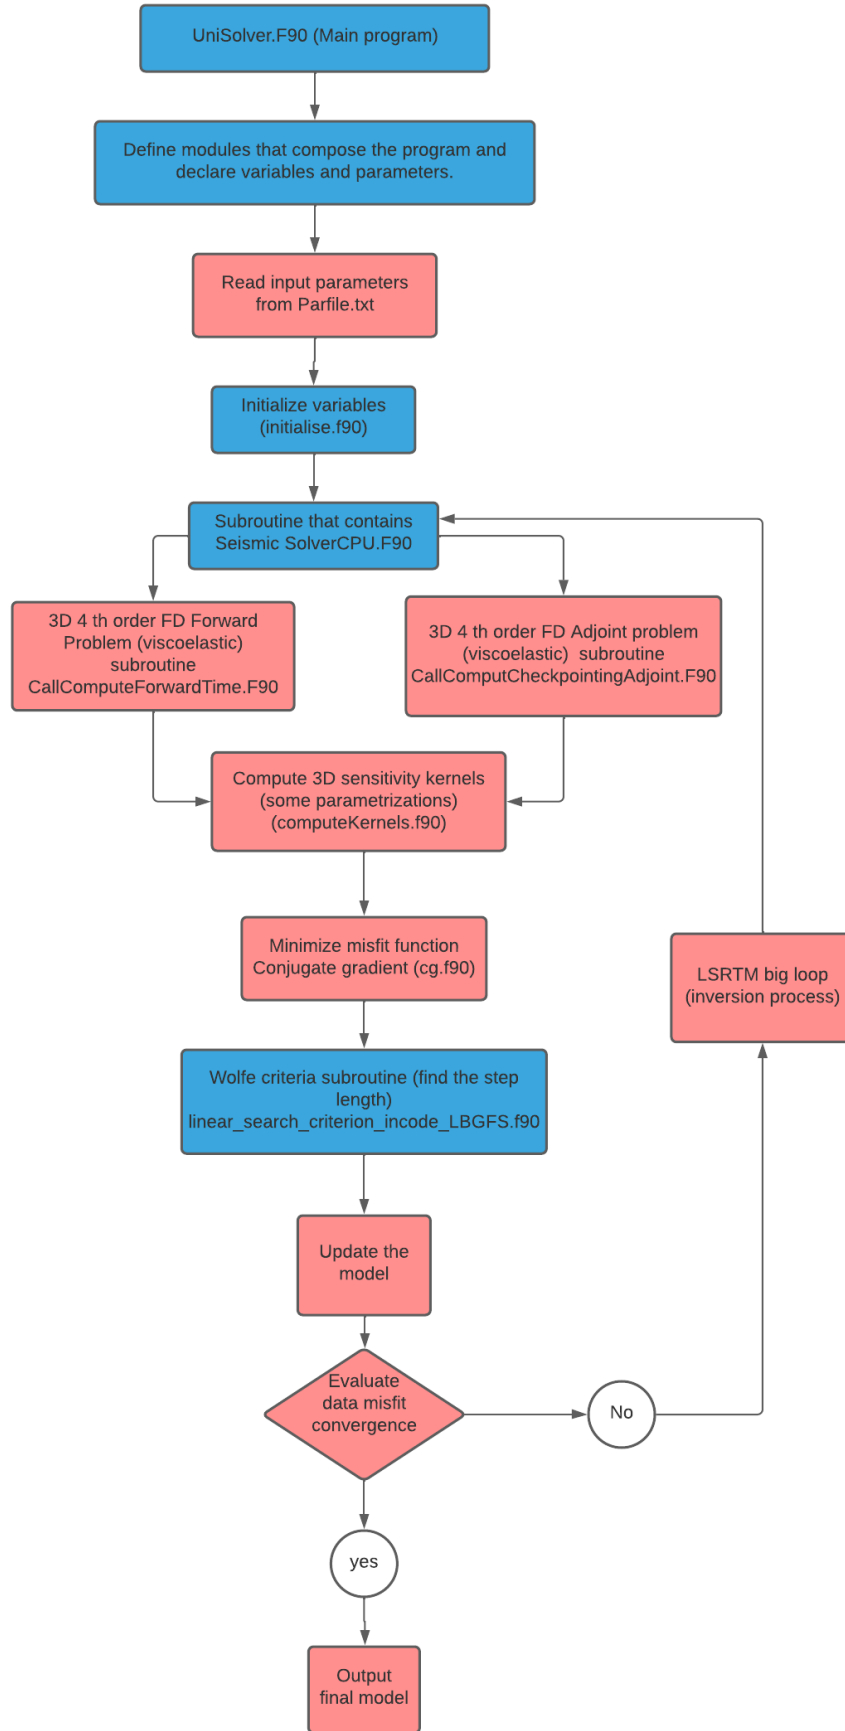 UniSolver.F90 (Main program)
Define modules that compose the program and
declare variables and parameters.
Read input parameters
from Parfile.txt
Initialize variables
(initialise.f90)
Subroutine that contains
Seismic SolverCPU.F90
3D 4 th order FD Forward
Problem (viscoelastic)
subroutine
CallComputeForwardTime.F90
3D 4 th order FD Adjoint problem
(viscoelastic)  subroutine
CallComputCheckpointingAdjoint.F90
Compute 3D sensitivity kernels
(some parametrizations)
(computeKernels.f90)
Minimize misfit function
Conjugate gradient (cg.f90)
LSRTM big loop
(inversion process)
Wolfe criteria subroutine (find the step
length)
linear_search_criterion_incode_LBGFS.f90
Update the
model
Evaluate
data misfit
convergence
No
yes
Output
final model